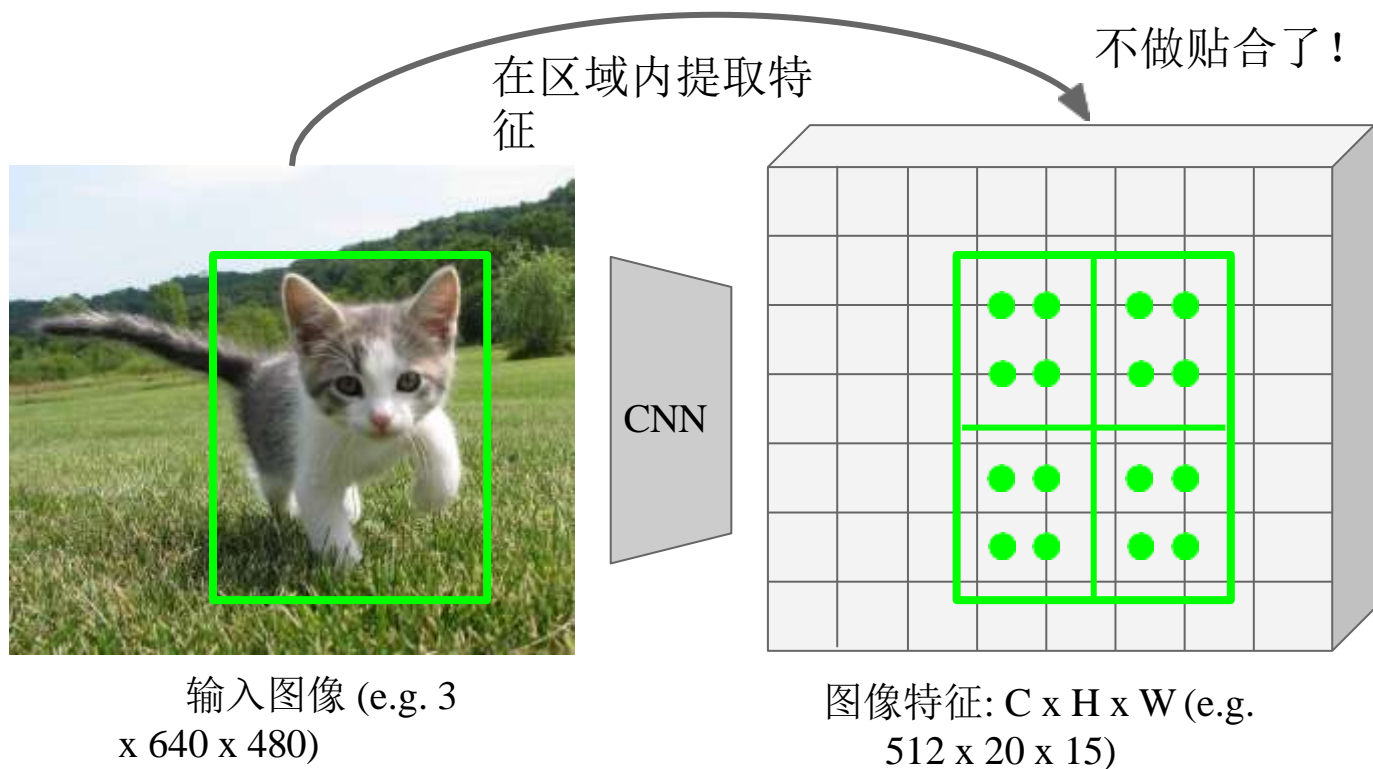 在区域内提取特
征
不做贴合了！
CNN
输入图像 (e.g. 3
x 640 x 480)
图像特征: C x H x W (e.g.
512 x 20 x 15)